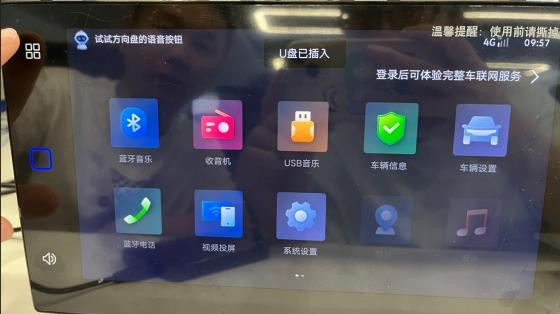 温馨提醒：使用前请撕掉
试试方向盘的语音按钮
4G 09:57
U盘已插入
登录后可体验完整车联网服务
蓝牙音乐 收音机 USB音乐 车辆信息 车辆设置
蓝牙电话 视频投屏 系统设置